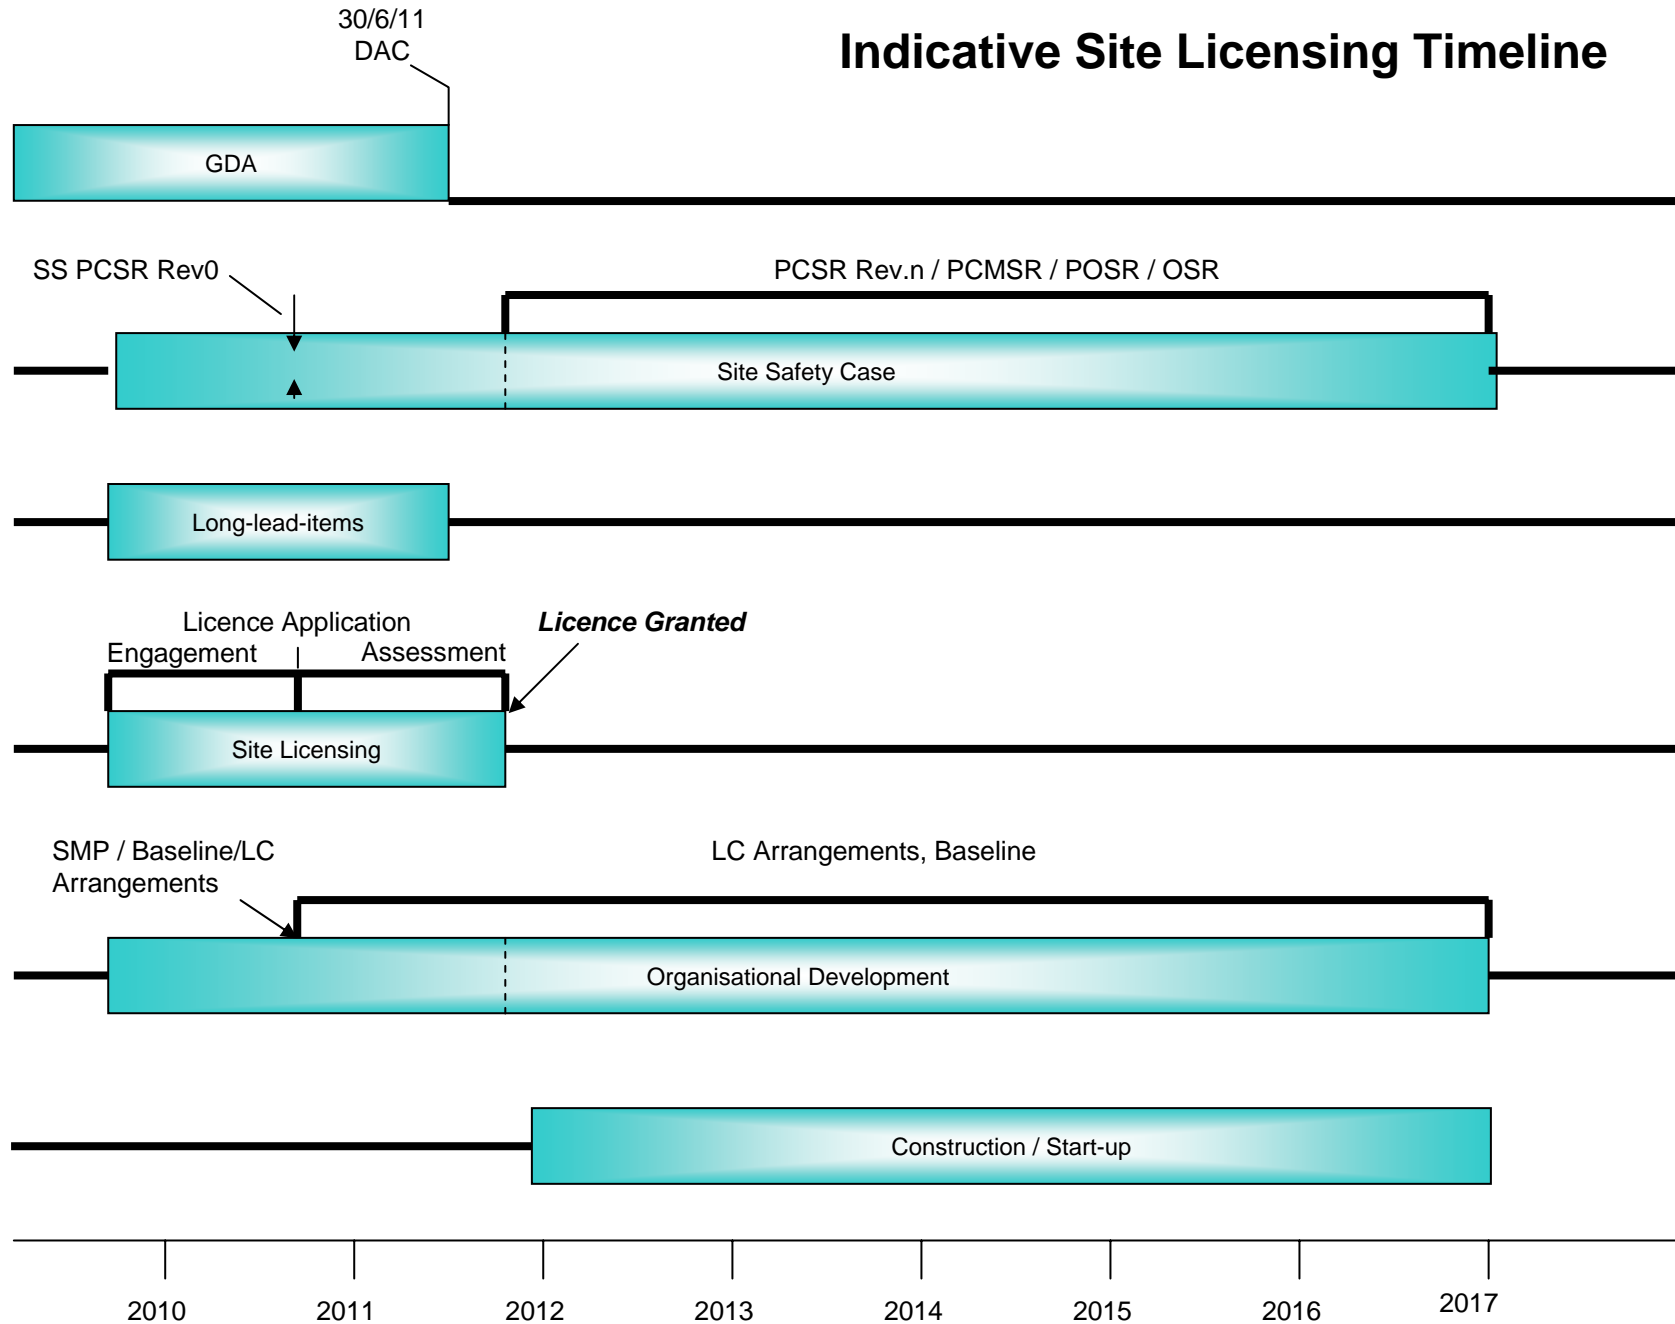 30/6/11
DAC
Indicative Site Licensing Timeline
GDA
SS PCSR Rev0
PCSR Rev.n / PCMSR / POSR / OSR
Site Safety Case
Long-lead-items
Licence Application
Engagement
Assessment
Licence Granted
Site Licensing
SMP / Baseline/LC
Arrangements
LC Arrangements, Baseline
Organisational Development
Construction / Start-up
2010 2011 2012 2013 2014 2015 2016 2017